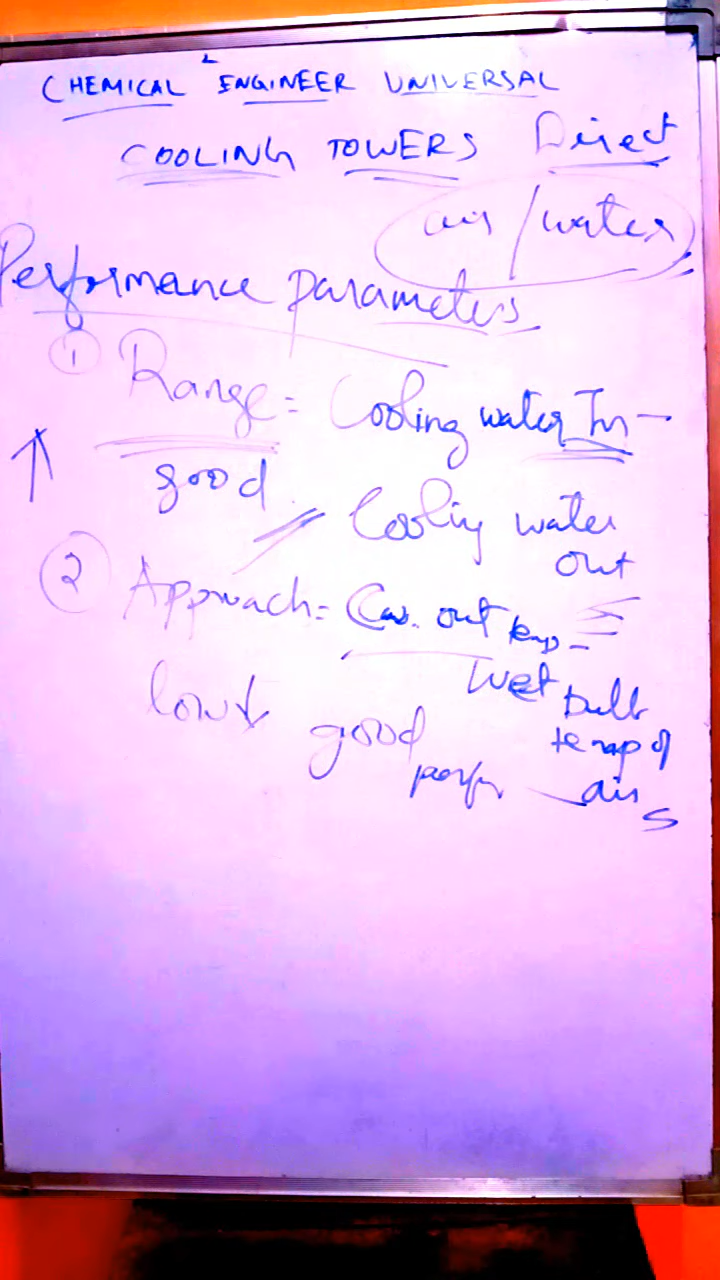 CHEMICAL ENGINEER UNIVERSAL
COOLING TOWERS Direct
air/water
Performance parameters
① Range = Cooling water In -
↑ good Cooling water
out
② Approach = C.w. out temp -
wet bulb
low ↓ good temp of
perf air